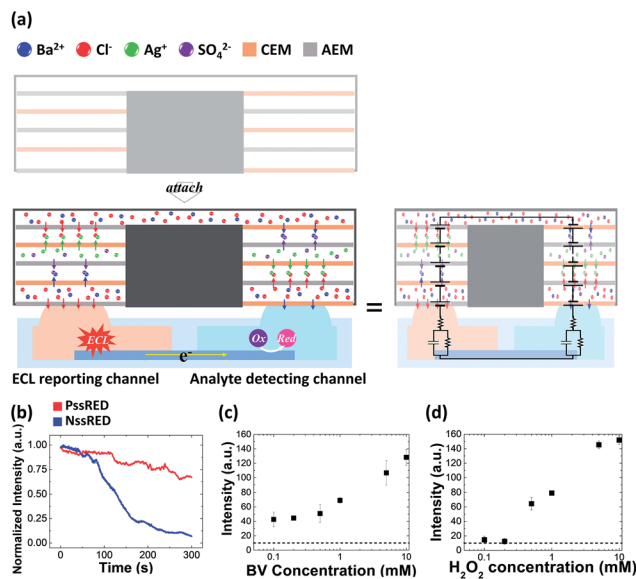 (a)
Ba²⁺ Cl⁻ Ag⁺ SO₄²⁻ CEM AEM
attach
=
ECL Ox Red
e⁻
ECL reporting channel Analyte detecting channel
(b)
PssRED
NssRED
Normalized Intensity (a.u.)
1.00
0.75
0.50
0.25
0.00
0 100 200 300
Time (s)
(c)
Intensity (a.u.)
160
140
120
100
80
60
40
20
0
0.1 1 10
BV Concentration (mM)
(d)
Intensity (a.u.)
160
140
120
100
80
60
40
20
0
0.1 1 10
H₂O₂ concentration (mM)